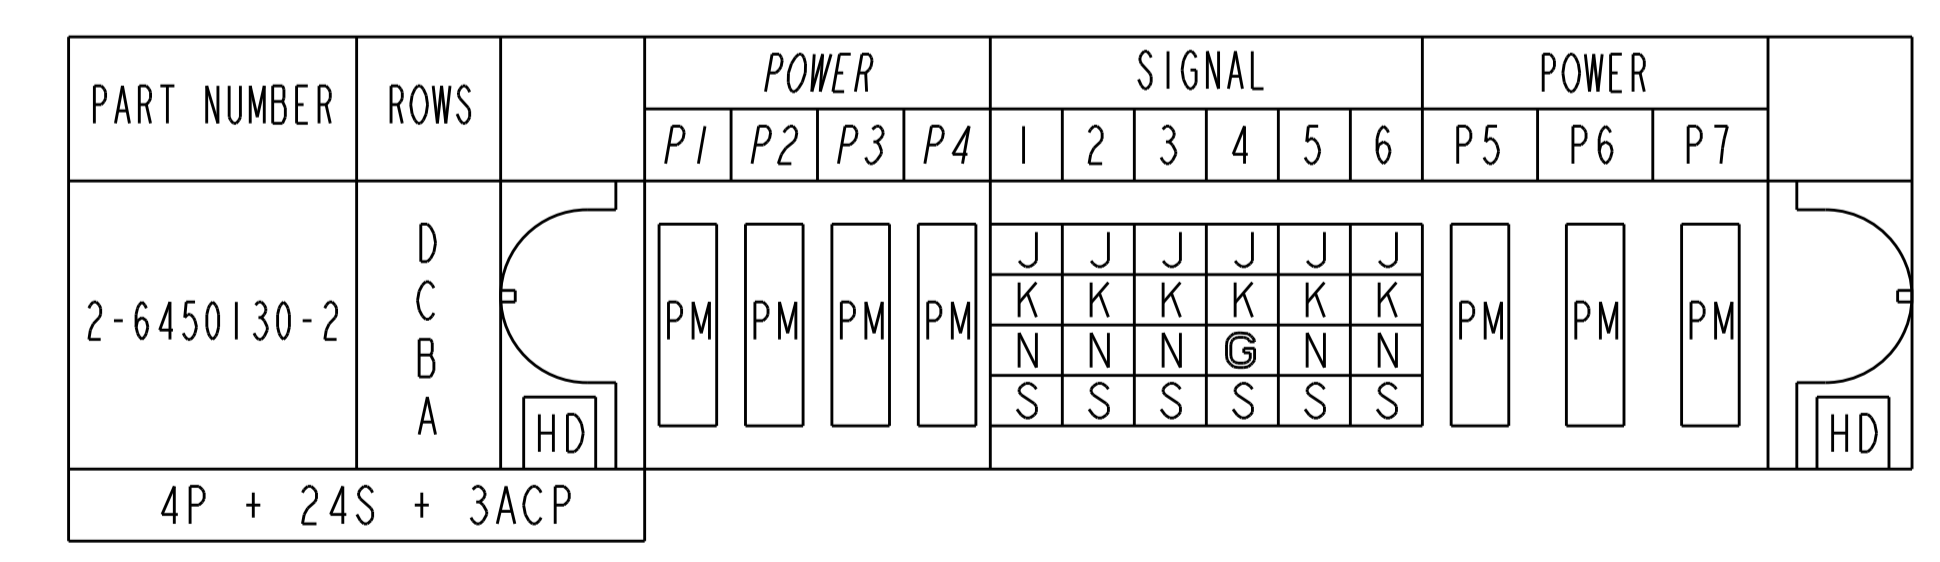 PART NUMBER ROWS POWER SIGNAL POWER
P1 P2 P3 P4 1 2 3 4 5 6 P5 P6 P7
D J J J J J J
C K K K K K K
2-6450130-2 PM PM PM PM PM PM PM
B N N N G N N
A S S S S S S
HD HD
4P + 24S + 3ACP